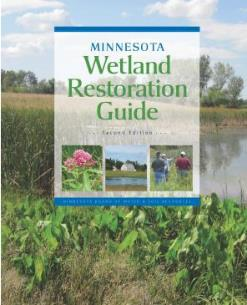 MINNESOTA
Wetland
Restoration
Guide
Second Edition
MINNESOTA BOARD OF WATER & SOIL RESOURCES